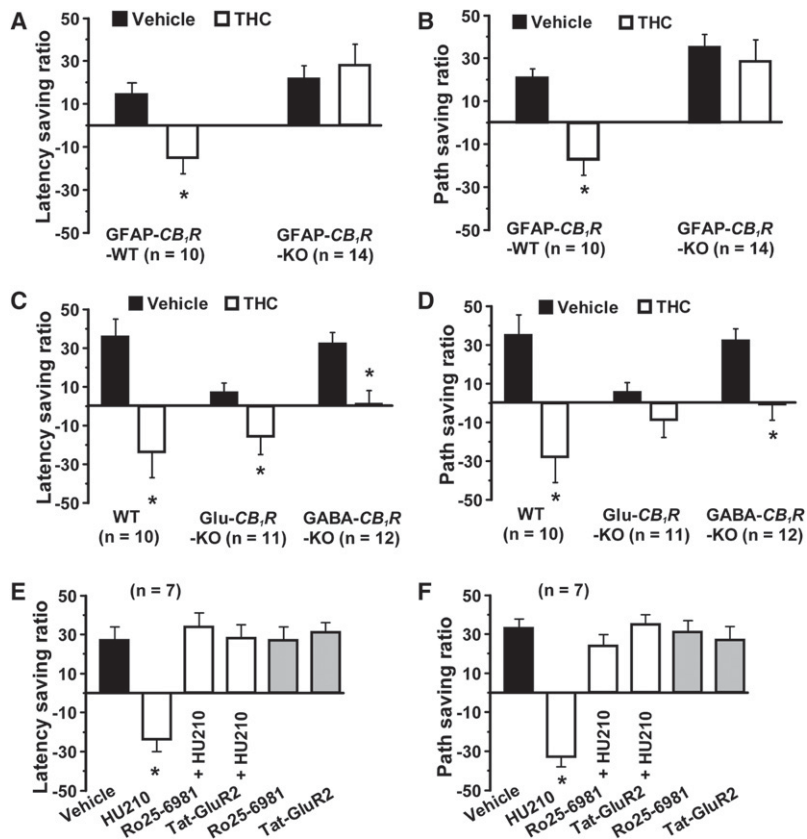 A
Vehicle THC
Latency saving ratio
50
30
10
-10
-30
-50
*
GFAP-CB₁R
-WT (n = 10)
GFAP-CB₁R
-KO (n = 14)
B
Vehicle THC
Path saving ratio
50
30
10
-10
-30
-50
*
GFAP-CB₁R
-WT (n = 10)
GFAP-CB₁R
-KO (n = 14)
C
Vehicle THC
Latency saving ratio
50
30
10
-10
-30
-50
*
*
*
WT
(n = 10)
Glu-CB₁R
-KO (n = 11)
GABA-CB₁R
-KO (n = 12)
D
Vehicle THC
Path saving ratio
50
30
10
-10
-30
-50
*
*
WT
(n = 10)
Glu-CB₁R
-KO (n = 11)
GABA-CB₁R
-KO (n = 12)
E
(n = 7)
Latency saving ratio
50
30
10
-10
-30
-50
*
Vehicle
HU210
Ro25-6981
+ HU210
Tat-GluR2
+ HU210
Ro25-6981
Tat-GluR2
F
(n = 7)
Path saving ratio
50
30
10
-10
-30
-50
*
Vehicle
HU210
Ro25-6981
+ HU210
Tat-GluR2
+ HU210
Ro25-6981
Tat-GluR2